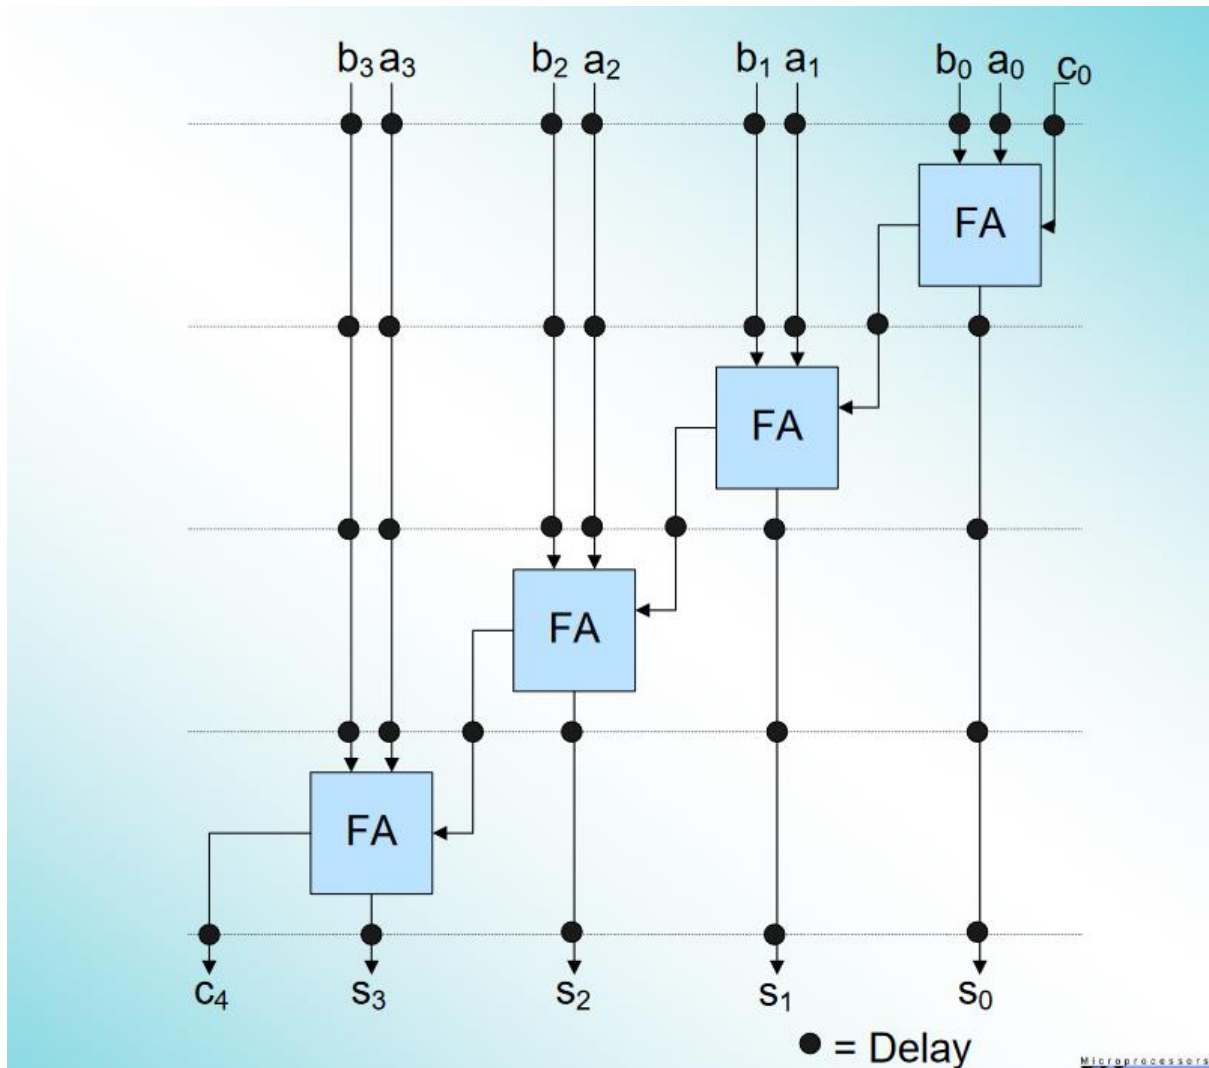 b₃ a₃ b₂ a₂ b₁ a₁ b₀ a₀ c₀
FA
FA
FA
FA
c₄ s₃ s₂ s₁ s₀
= Delay
Microprocessors